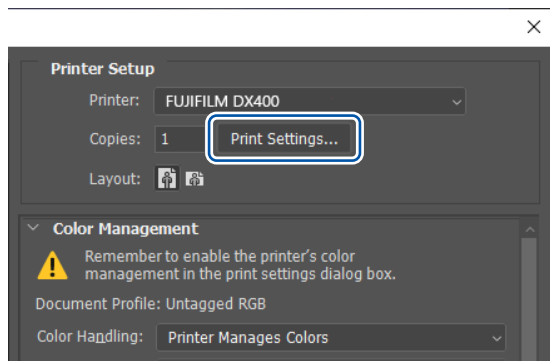 Printer Setup
Printer: FUJIFILM DX400
Copies: 1 Print Settings...
Layout:
Color Management
Remember to enable the printer's color
management in the print settings dialog box.
Document Profile: Untagged RGB
Color Handling: Printer Manages Colors